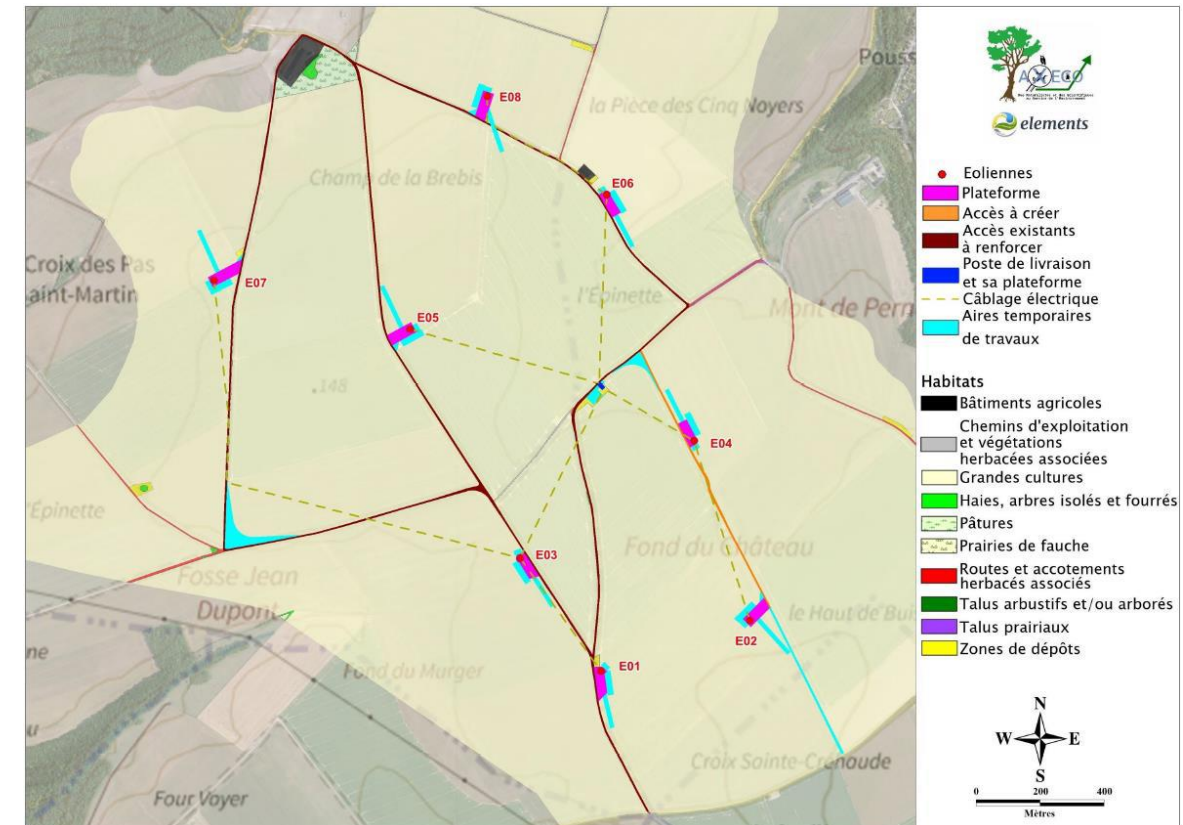 Pouss
la Pièce des Cinq Noyers
Champ de la Brebis
Croix des Pas
aint-Martin
l'Épinette
Mont de Pern
148
'Épinette
Fosse Jean
Dupont
Fond du Château
le Haut de Bui
ne
Fond du Murger
u
Four Voyer
E08
E06
E07
E05
E04
E03
E02
E01
elements
Eoliennes
Plateforme
Accès à créer
Accès existants
à renforcer
Poste de livraison
et sa plateforme
Câblage électrique
Aires temporaires
de travaux
Habitats
Bâtiments agricoles
Chemins d'exploitation
et végétations
herbacées associées
Grandes cultures
Haies, arbres isolés et fourrés
Pâtures
Prairies de fauche
Routes et accotements
herbacés associés
Talus arbustifs et/ou arborés
Talus prairiaux
Zones de dépôts
N
W E
S
0 200 400
Mètres